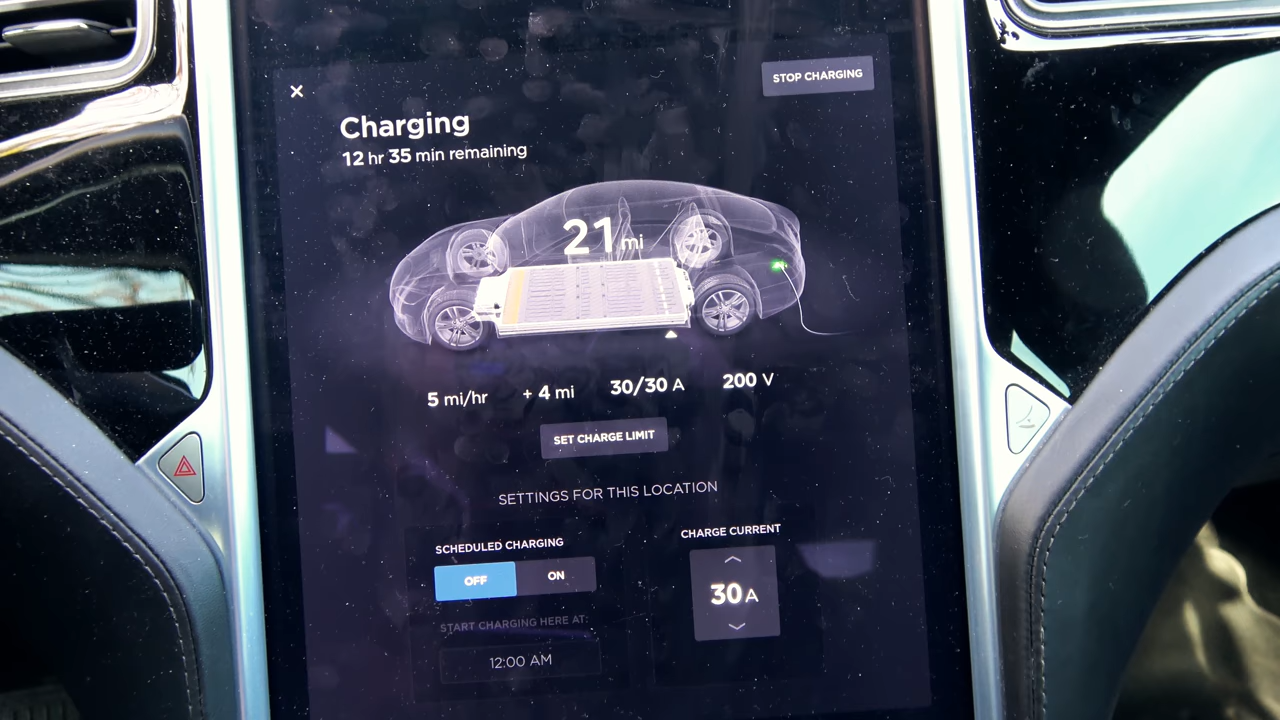 STOP CHARGING
Charging
12 hr 35 min remaining
21 mi
5 mi/hr + 4 mi 30/30 A 200 V
SET CHARGE LIMIT
SETTINGS FOR THIS LOCATION
SCHEDULED CHARGING
OFF ON
START CHARGING HERE AT:
12:00 AM
CHARGE CURRENT
30 A